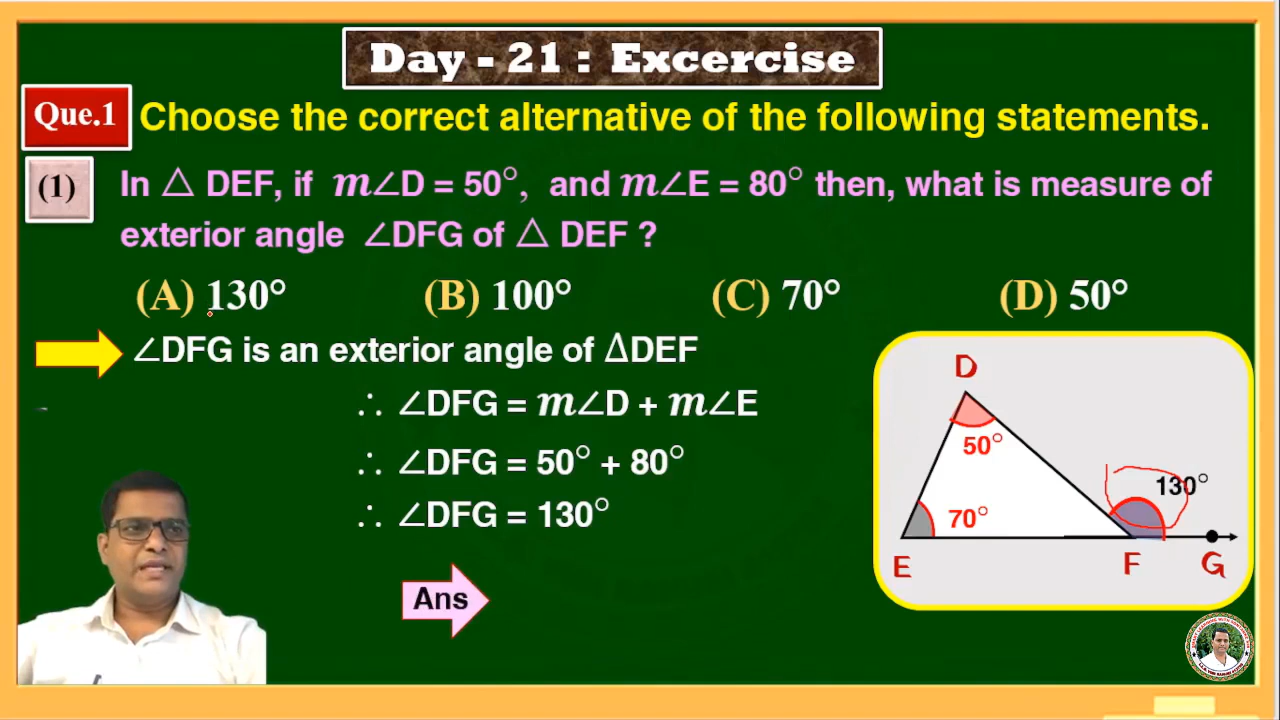 Day - 21 : Excercise
Que.1 Choose the correct alternative of the following statements.
(1) In △ DEF, if m∠D = 50°, and m∠E = 80° then, what is measure of
exterior angle ∠DFG of △ DEF ?
(A) 130° (B) 100° (C) 70° (D) 50°
∠DFG is an exterior angle of ΔDEF
∴ ∠DFG = m∠D + m∠E
∴ ∠DFG = 50° + 80°
∴ ∠DFG = 130°
Ans
D
50°
130°
70°
E F G